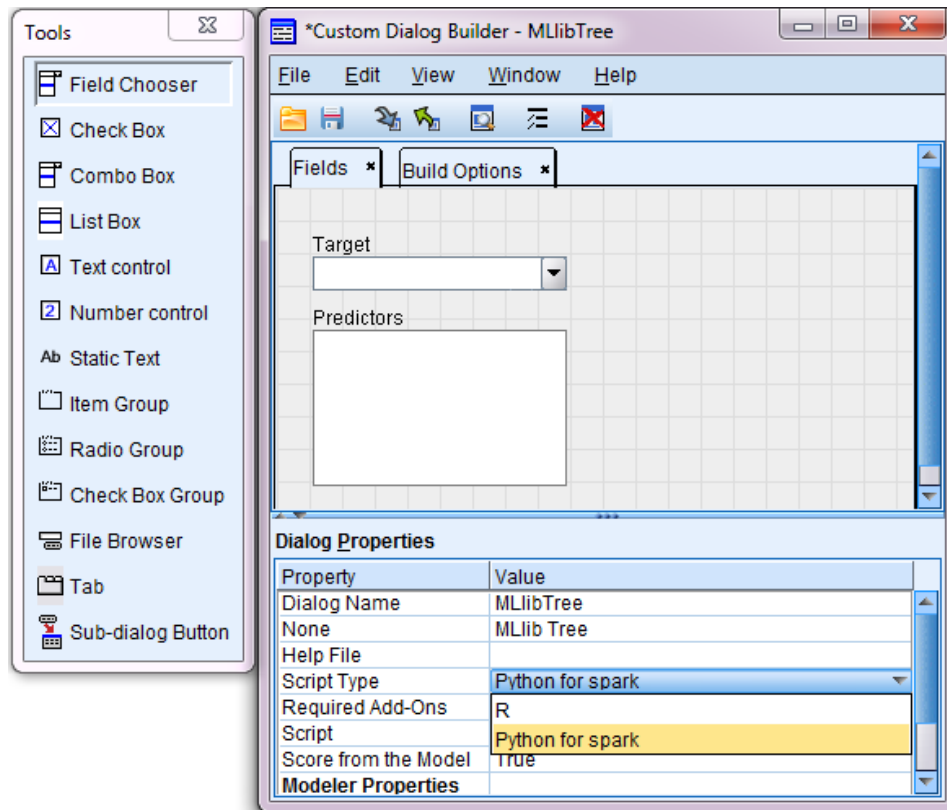 Tools
Field Chooser
Check Box
Combo Box
List Box
A Text control
2 Number control
Ab Static Text
Item Group
Radio Group
Check Box Group
File Browser
Tab
Sub-dialog Button
*Custom Dialog Builder - MLlibTree
File Edit View Window Help
Fields Build Options
Target
Predictors
Dialog Properties
Property Value
Dialog Name MLlibTree
None MLlib Tree
Help File
Script Type Python for spark
Required Add-Ons R
Script Python for spark
Score from the Model True
Modeler Properties